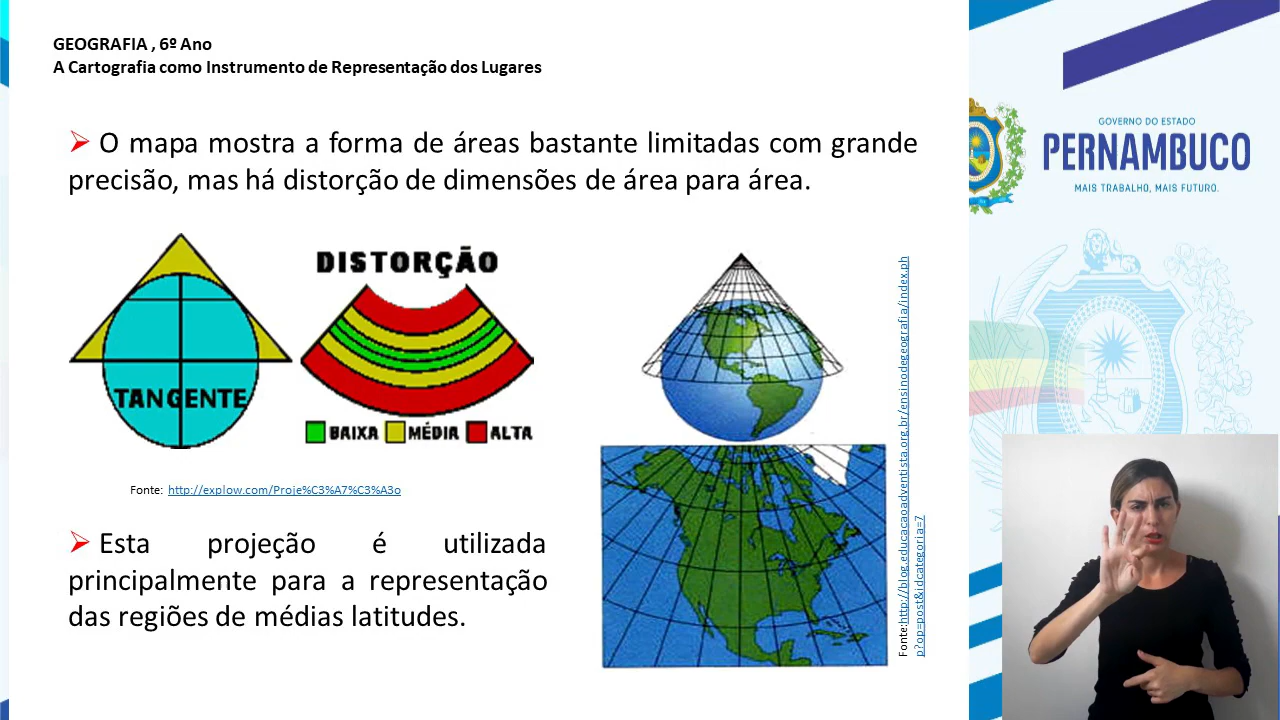 GEOGRAFIA , 6º Ano
A Cartografia como Instrumento de Representação dos Lugares
➢ O mapa mostra a forma de áreas bastante limitadas com grande
precisão, mas há distorção de dimensões de área para área.
TANGENTE
DISTORÇÃO
BAIXA MÉDIA ALTA
Fonte: http://explow.com/Proje%C3%A7%C3%A3o
➢ Esta projeção é utilizada
principalmente para a representação
das regiões de médias latitudes.
Fonte:http://blog.educacaoadventista.org.br/ensinodegeografia/index.ph
p?op=post&idcategoria=7
GOVERNO DO ESTADO
PERNAMBUCO
MAIS TRABALHO, MAIS FUTURO.